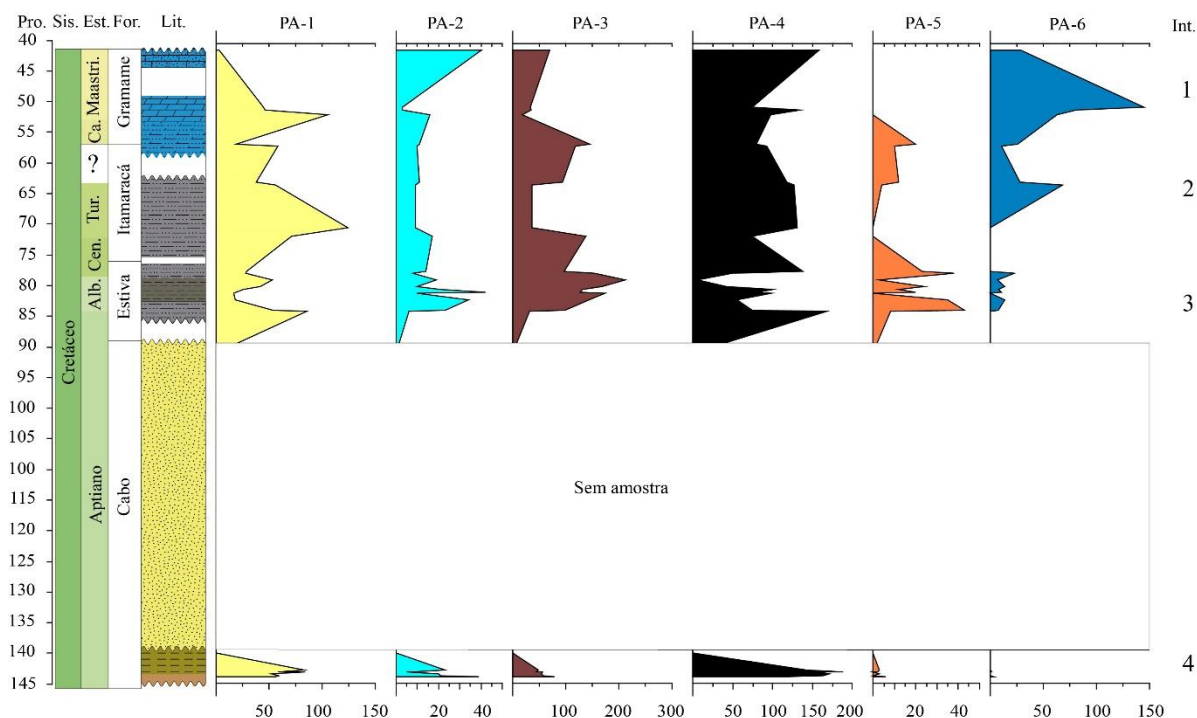 Pro. Sis. Est. For. Lit. PA-1 PA-2 PA-3 PA-4 PA-5 PA-6 Int.
40
45
50
55
60
65
70
75
80
85
90
95
100
105
110
115
120
125
130
135
140
145
Cretáceo
Maastri.
Ca.
?
Tur.
Cen.
Alb.
Aptiano
Gramame
Itamaracá
Estiva
Cabo
Sem amostra
1
2
3
4
50 100 150 20 40 100 200 300 50 100 150 200 20 40 50 100 150